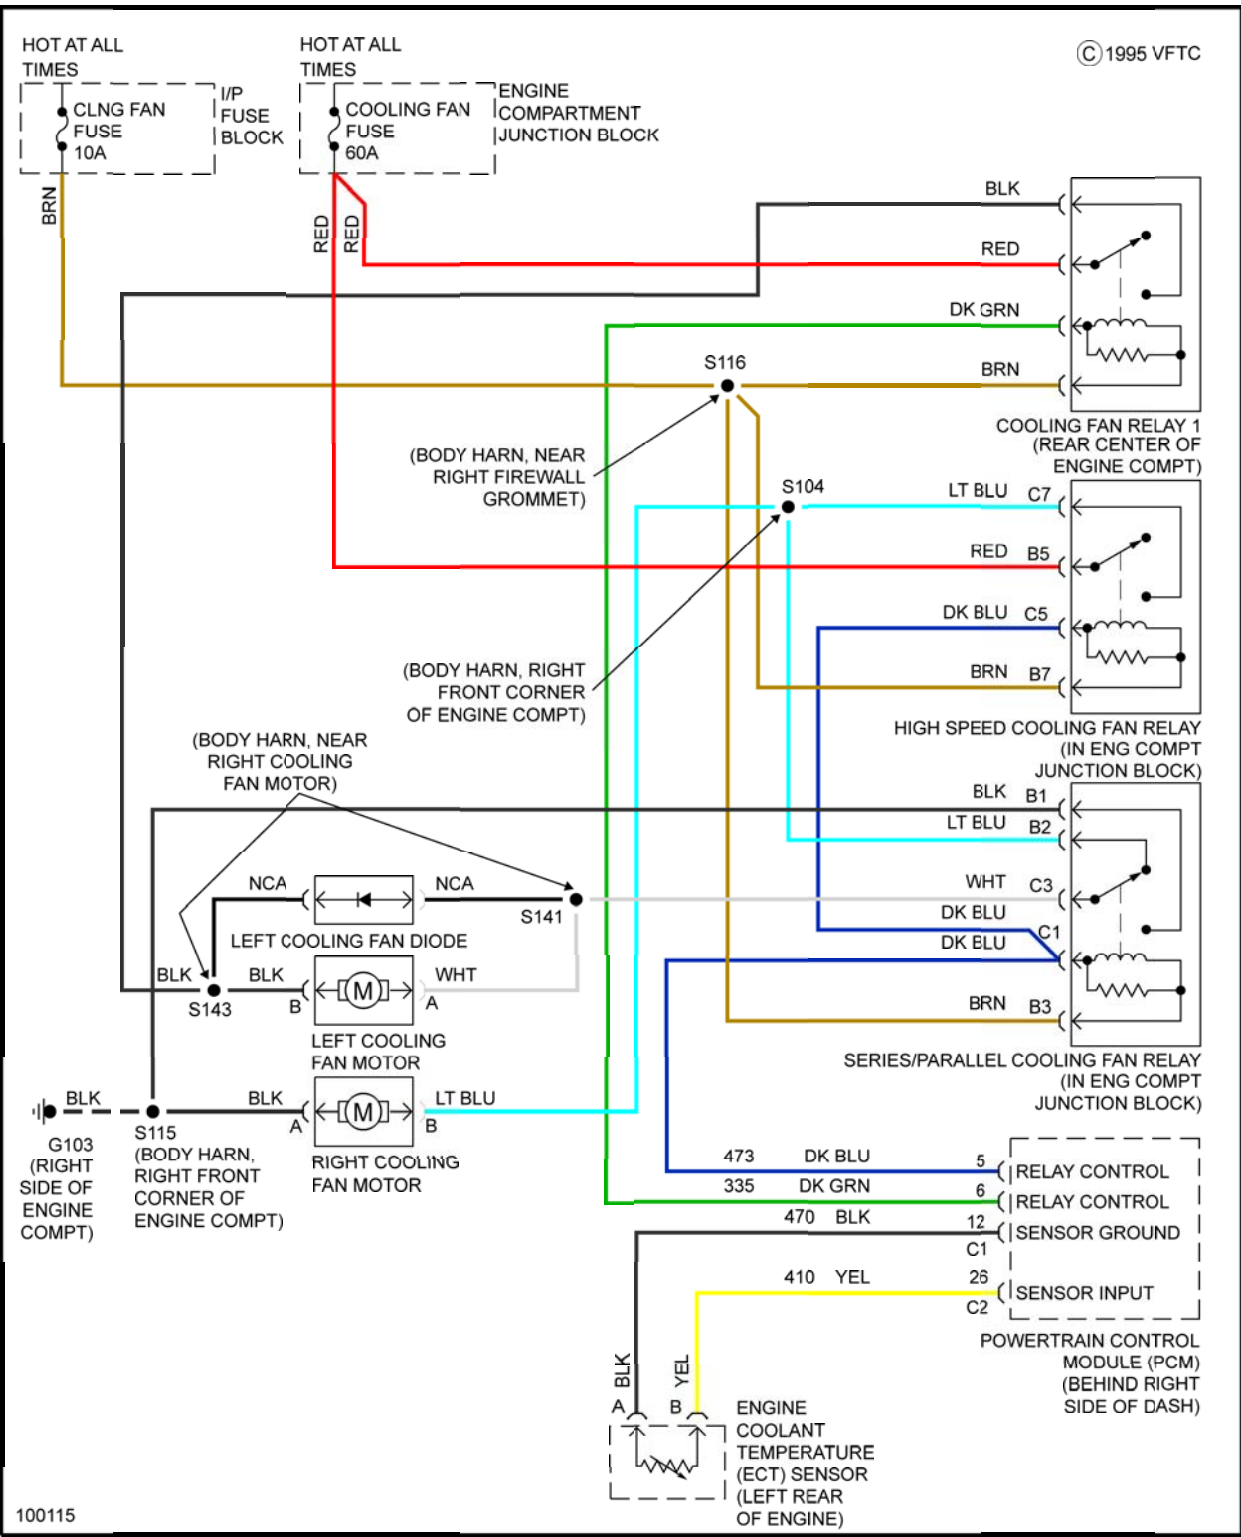 HOT AT ALL
TIMES
CLNG FAN
FUSE
10A
I/P
FUSE
BLOCK
HOT AT ALL
TIMES
COOLING FAN
FUSE
60A
ENGINE
COMPARTMENT
JUNCTION BLOCK
© 1995 VFTC
BRN
RED
RED
BLK
RED
DK GRN
BRN
COOLING FAN RELAY 1
(REAR CENTER OF
ENGINE COMPT)
S116
(BODY HARN, NEAR
RIGHT FIREWALL
GROMMET)
S104
LT BLU C7
RED B5
DK BLU C5
BRN B7
HIGH SPEED COOLING FAN RELAY
(IN ENG COMPT
JUNCTION BLOCK)
(BODY HARN, RIGHT
FRONT CORNER
OF ENGINE COMPT)
(BODY HARN, NEAR
RIGHT COOLING
FAN MOTOR)
BLK B1
LT BLU B2
WHT C3
DK BLU
C1
DK BLU
BRN B3
SERIES/PARALLEL COOLING FAN RELAY
(IN ENG COMPT
JUNCTION BLOCK)
NCA
NCA
S141
LEFT COOLING FAN DIODE
BLK
S143
BLK
B
M
WHT
A
LEFT COOLING
FAN MOTOR
BLK
G103
(RIGHT
SIDE OF
ENGINE
COMPT)
S115
(BODY HARN,
RIGHT FRONT
CORNER OF
ENGINE COMPT)
BLK
A
M
LT BLU
B
RIGHT COOLING
FAN MOTOR
473 DK BLU 5 RELAY CONTROL
335 DK GRN 6 RELAY CONTROL
470 BLK 12 SENSOR GROUND
C1
410 YEL 26 SENSOR INPUT
C2
POWERTRAIN CONTROL
MODULE (PCM)
(BEHIND RIGHT
SIDE OF DASH)
BLK
YEL
A
B
ENGINE
COOLANT
TEMPERATURE
(ECT) SENSOR
(LEFT REAR
OF ENGINE)
100115